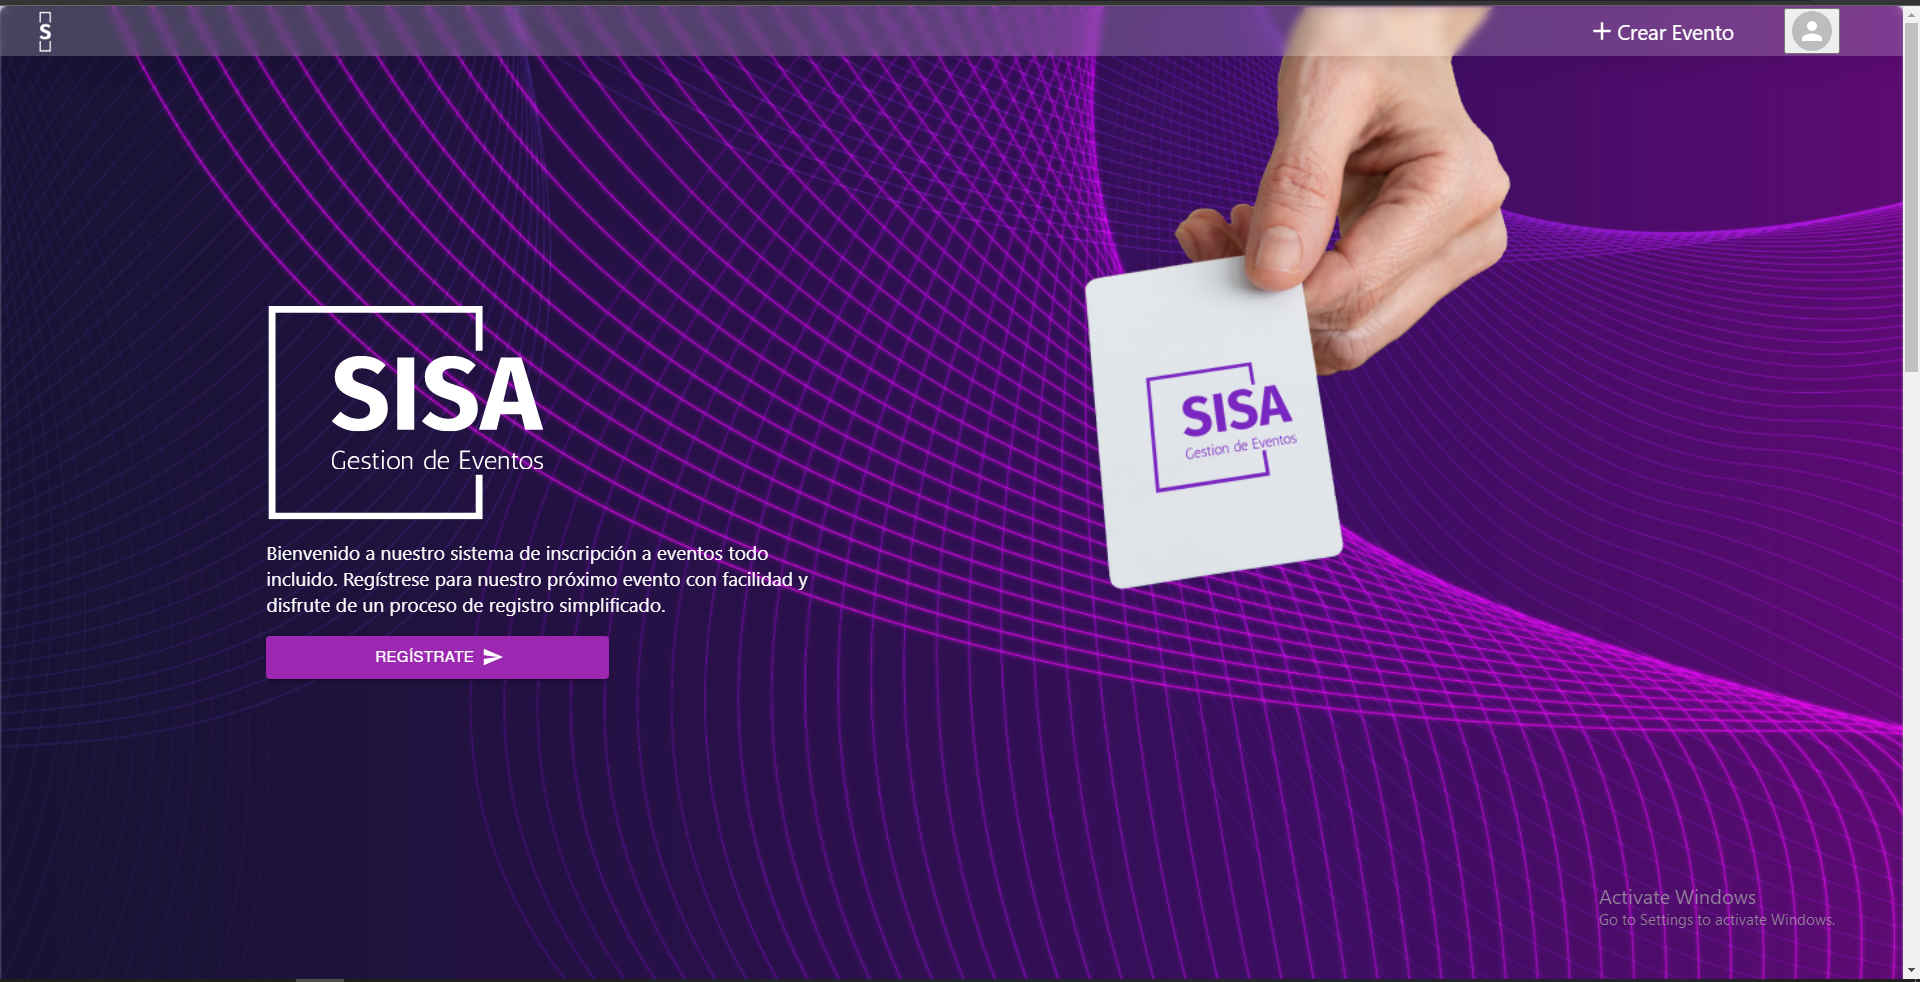 S
+ Crear Evento
SISA
Gestion de Eventos
Bienvenido a nuestro sistema de inscripción a eventos todo
incluido. Regístrese para nuestro próximo evento con facilidad y
disfrute de un proceso de registro simplificado.
REGÍSTRATE
SISA
Gestion de Eventos
Activate Windows
Go to Settings to activate Windows.